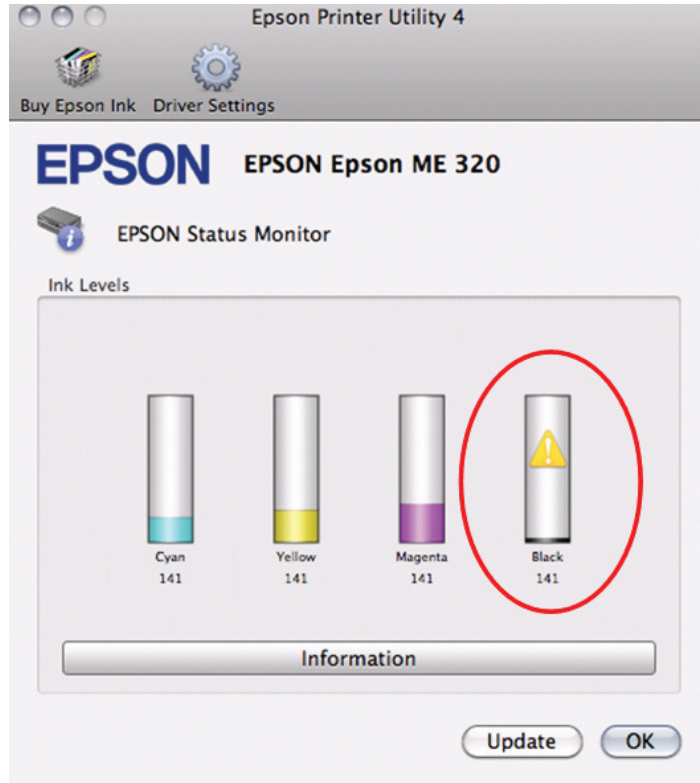 Epson Printer Utility 4
Buy Epson Ink Driver Settings
EPSON EPSON Epson ME 320
EPSON Status Monitor
Ink Levels
Cyan Yellow Magenta Black
141 141 141 141
Information
Update OK